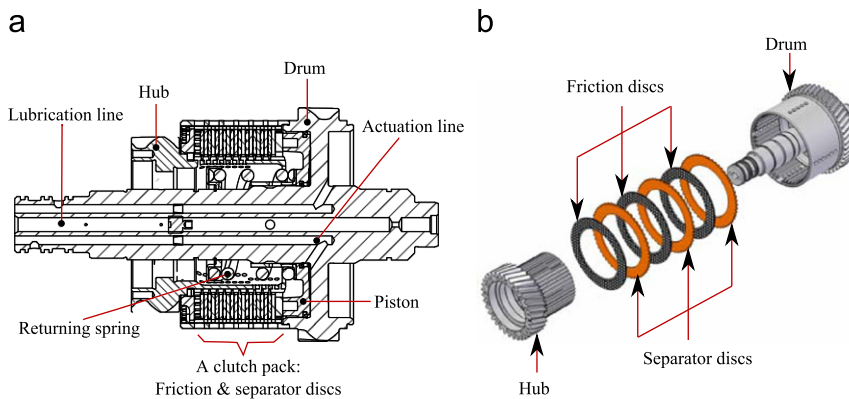 a
Drum
Hub
Lubrication line
Actuation line
Returning spring
Piston
A clutch pack:
Friction & separator discs
b
Drum
Friction discs
Separator discs
Hub